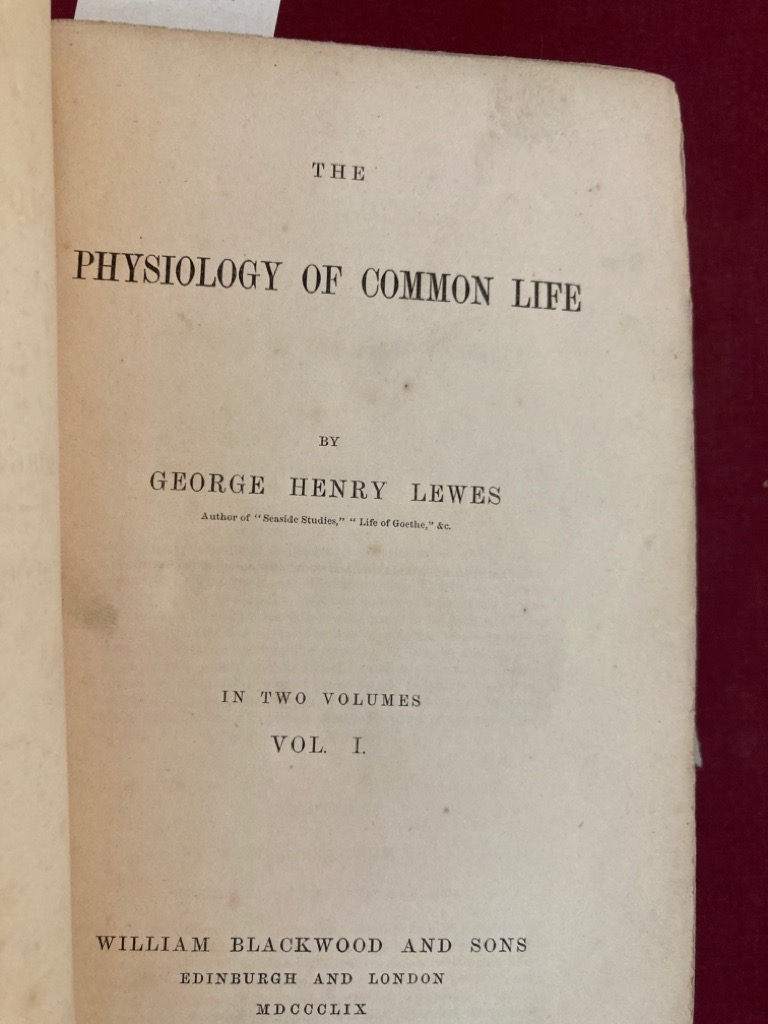 THE
PHYSIOLOGY OF COMMON LIFE
BY
GEORGE HENRY LEWES
Author of "Seaside Studies," "Life of Goethe," &c.
IN TWO VOLUMES
VOL. I.
WILLIAM BLACKWOOD AND SONS
EDINBURGH AND LONDON
MDCCCLIX